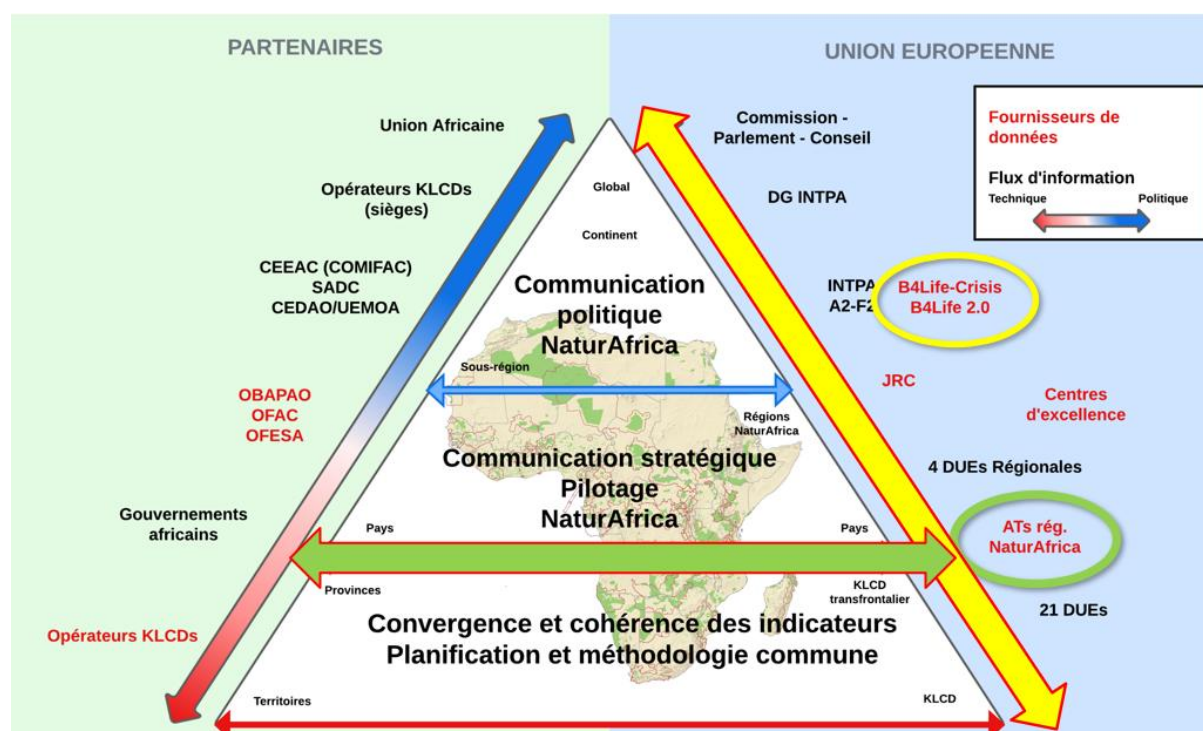 PARTENAIRES
UNION EUROPEENNE
Union Africaine
Opérateurs KLCDs
(sièges)
CEEAC (COMIFAC)
SADC
CEDAO/UEMOA
OBAPAO
OFAC
OFESA
Gouvernements
africains
Opérateurs KLCDs
Global
Continent
Communication
politique
NaturAfrica
Sous-région
Régions
NaturAfrica
Communication stratégique
Pilotage
NaturAfrica
Pays
Pays
Provinces
KLCD
transfrontalier
Convergence et cohérence des indicateurs
Planification et méthodologie commune
Territoires
KLCD
Commission -
Parlement - Conseil
DG INTPA
INTPA
A2-F2
B4Life-Crisis
B4Life 2.0
JRC
Centres
d'excellence
4 DUEs Régionales
ATs rég.
NaturAfrica
21 DUEs
Fournisseurs de
données
Flux d'information
Technique
Politique